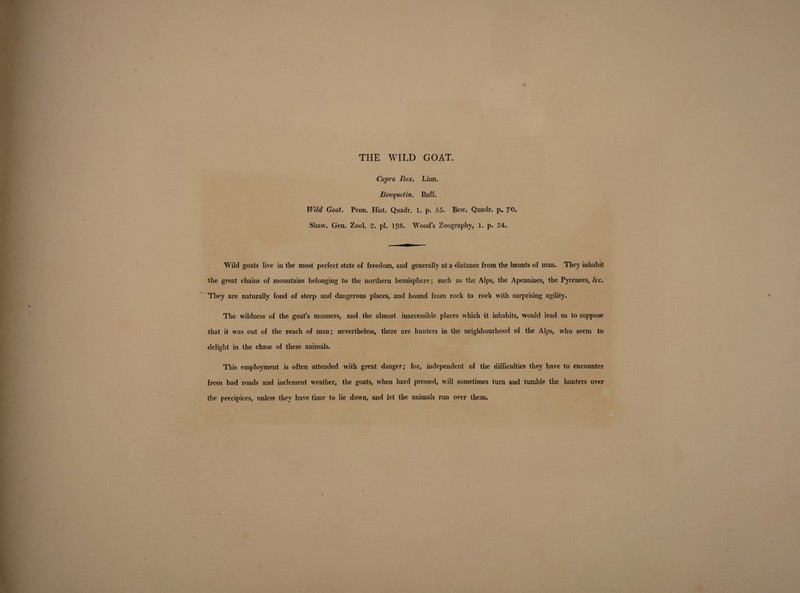 THE WILD GOAT.
Capra Ibex. Linn.
Bouquetin. Buff.
Wild Goat. Penn. Hist. Quadr. 1. p. 55. Bew. Quadr. p. 70.
Shaw. Gen. Zool. 2. pl. 198. Wood's Zoography, 1. p. 34.
Wild goats live in the most perfect state of freedom, and generally at a distance from the haunts of man. They inhabit
the great chains of mountains belonging to the northern hemisphere; such as the Alps, the Apennines, the Pyrenees, &c.
They are naturally fond of steep and dangerous places, and bound from rock to rock with surprising agility.
The wildness of the goat's manners, and the almost inaccessible places which it inhabits, would lead us to suppose
that it was out of the reach of man; nevertheless, there are hunters in the neighbourhood of the Alps, who seem to
delight in the chase of these animals.
This employment is often attended with great danger; for, independent of the difficulties they have to encounter
from bad roads and inclement weather, the goats, when hard pressed, will sometimes turn and tumble the hunters over
the precipices, unless they have time to lie down, and let the animals run over them.